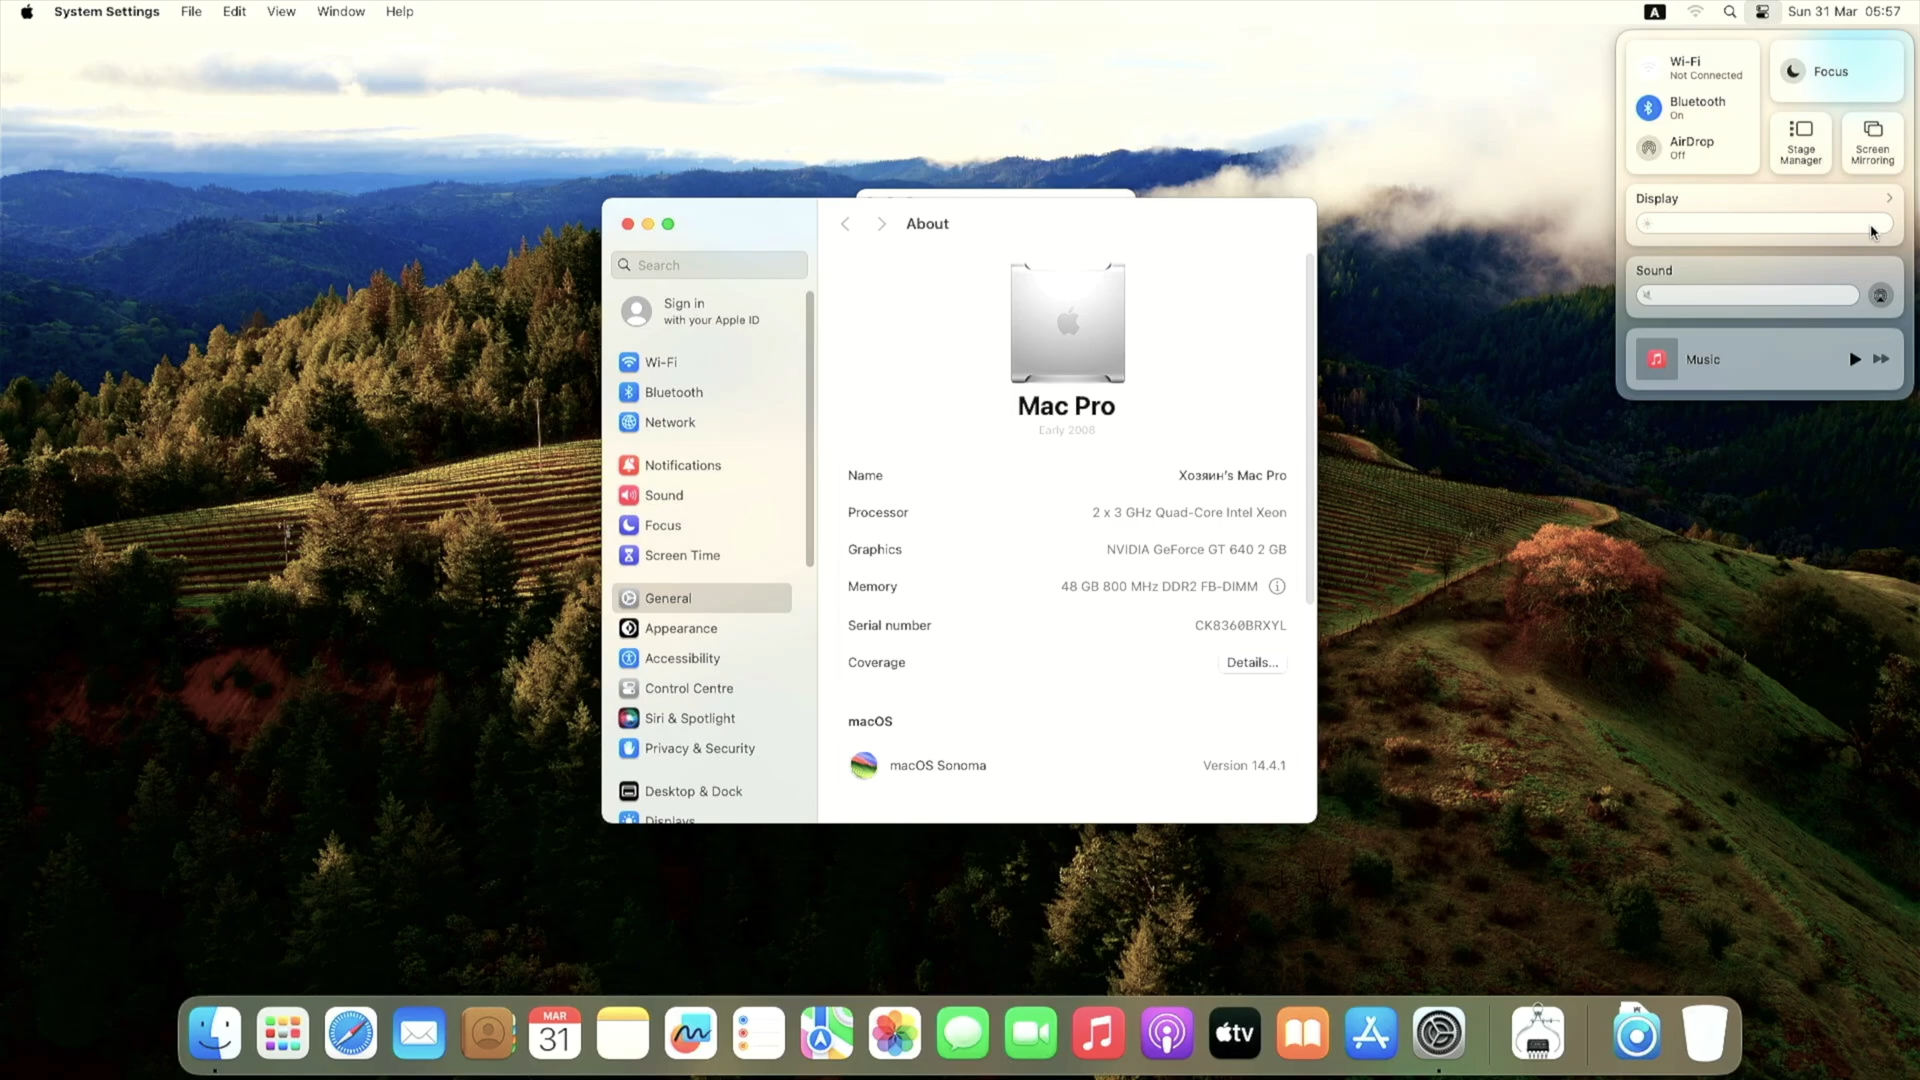 System Settings File Edit View Window Help
A Sun 31 Mar 05:57
Wi-Fi
Not Connected
Bluetooth
On
AirDrop
Off
Focus
Stage
Manager
Screen
Mirroring
Display
Sound
Music
Search
Sign in
with your Apple ID
Wi-Fi
Bluetooth
Network
Notifications
Sound
Focus
Screen Time
General
Appearance
Accessibility
Control Centre
Siri & Spotlight
Privacy & Security
Desktop & Dock
Displays
About
Mac Pro
Early 2008
Name Хозяин's Mac Pro
Processor 2 x 3 GHz Quad-Core Intel Xeon
Graphics NVIDIA GeForce GT 640 2 GB
Memory 48 GB 800 MHz DDR2 FB-DIMM
Serial number CK8360BRXYL
Coverage Details...
macOS
macOS Sonoma Version 14.4.1
MAR
31
tv